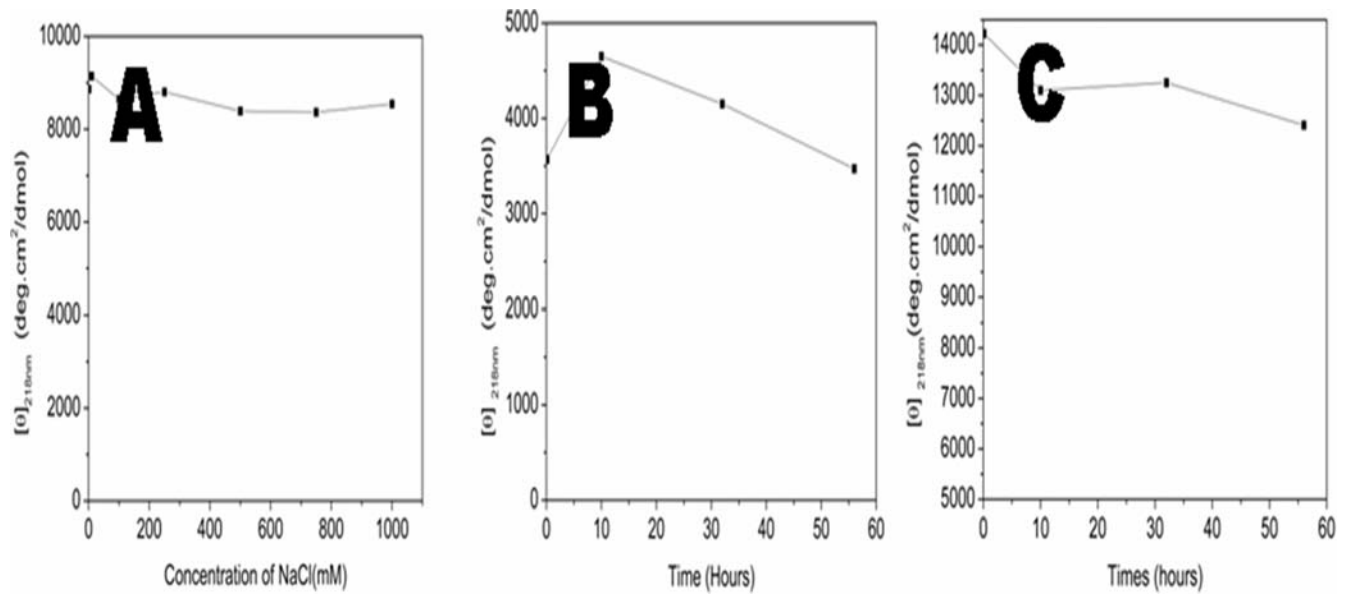 A
10000
8000
6000
4000
2000
0
0 200 400 600 800 1000
Concentration of NaCl(mM)
[θ]218nm (deg.cm²/dmol)
B
5000
4000
3000
2000
1000
0
0 10 20 30 40 50 60
Time (Hours)
[θ] 218nm (deg.cm²/dmol)
C
14000
13000
12000
11000
10000
9000
14000
8000
7000
6000
5000
0 10 20 30 40 50 60
Times (hours)
[θ] 218nm(deg.cm²/dmol)